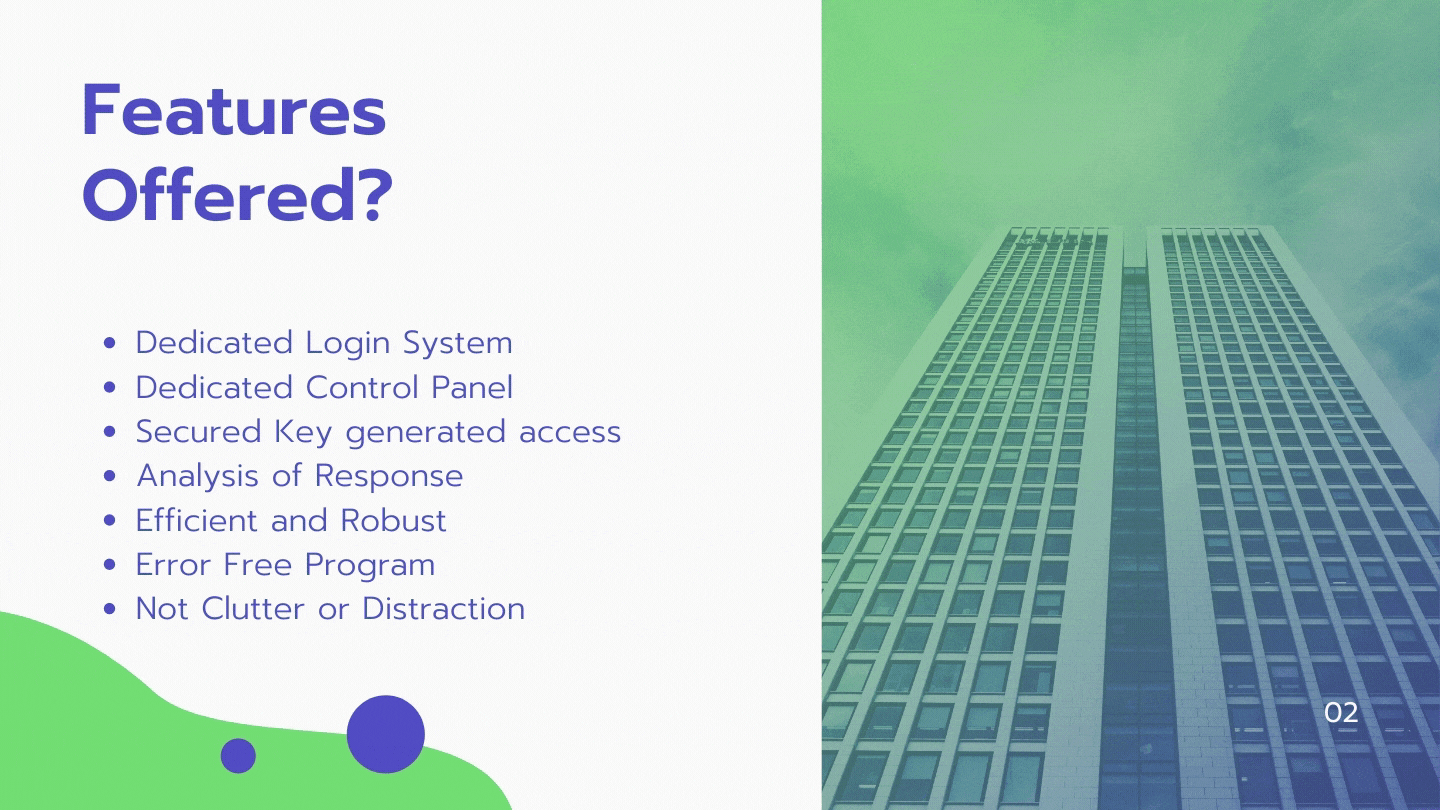 Features
Offered?
Dedicated Login System
Dedicated Control Panel
Secured Key generated access
Analysis of Response
Efficient and Robust
Error Free Program
Not Clutter or Distraction
02